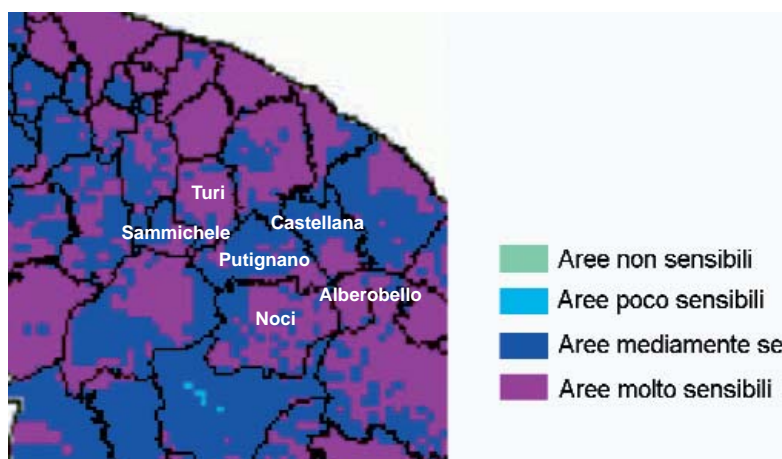 Turi
Sammichele
Castellana
Putignano
Alberobello
Noci
Aree non sensibili
Aree poco sensibili
Aree mediamente se
Aree molto sensibili